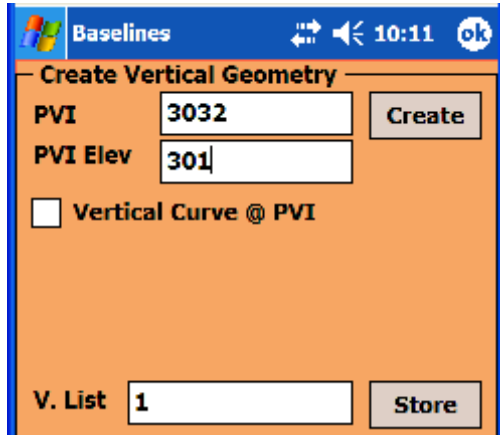 Baselines 10:11 ok
Create Vertical Geometry
PVI 3032 Create
PVI Elev 301
Vertical Curve @ PVI
V. List 1 Store